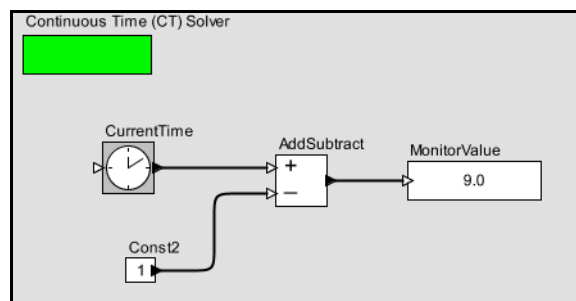 Continuous Time (CT) Solver
CurrentTime
AddSubtract
+
−
MonitorValue
9.0
Const2
1